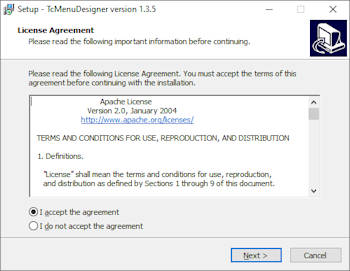 Setup - TcMenuDesigner version 1.3.5
License Agreement
Please read the following important information before continuing.
Please read the following License Agreement. You must accept the terms of this
agreement before continuing with the installation.
Apache License
Version 2.0, January 2004
http://www.apache.org/licenses/
TERMS AND CONDITIONS FOR USE, REPRODUCTION, AND DISTRIBUTION
1. Definitions.
"License" shall mean the terms and conditions for use, reproduction,
and distribution as defined by Sections 1 through 9 of this document.
I accept the agreement
I do not accept the agreement
Next >
Cancel